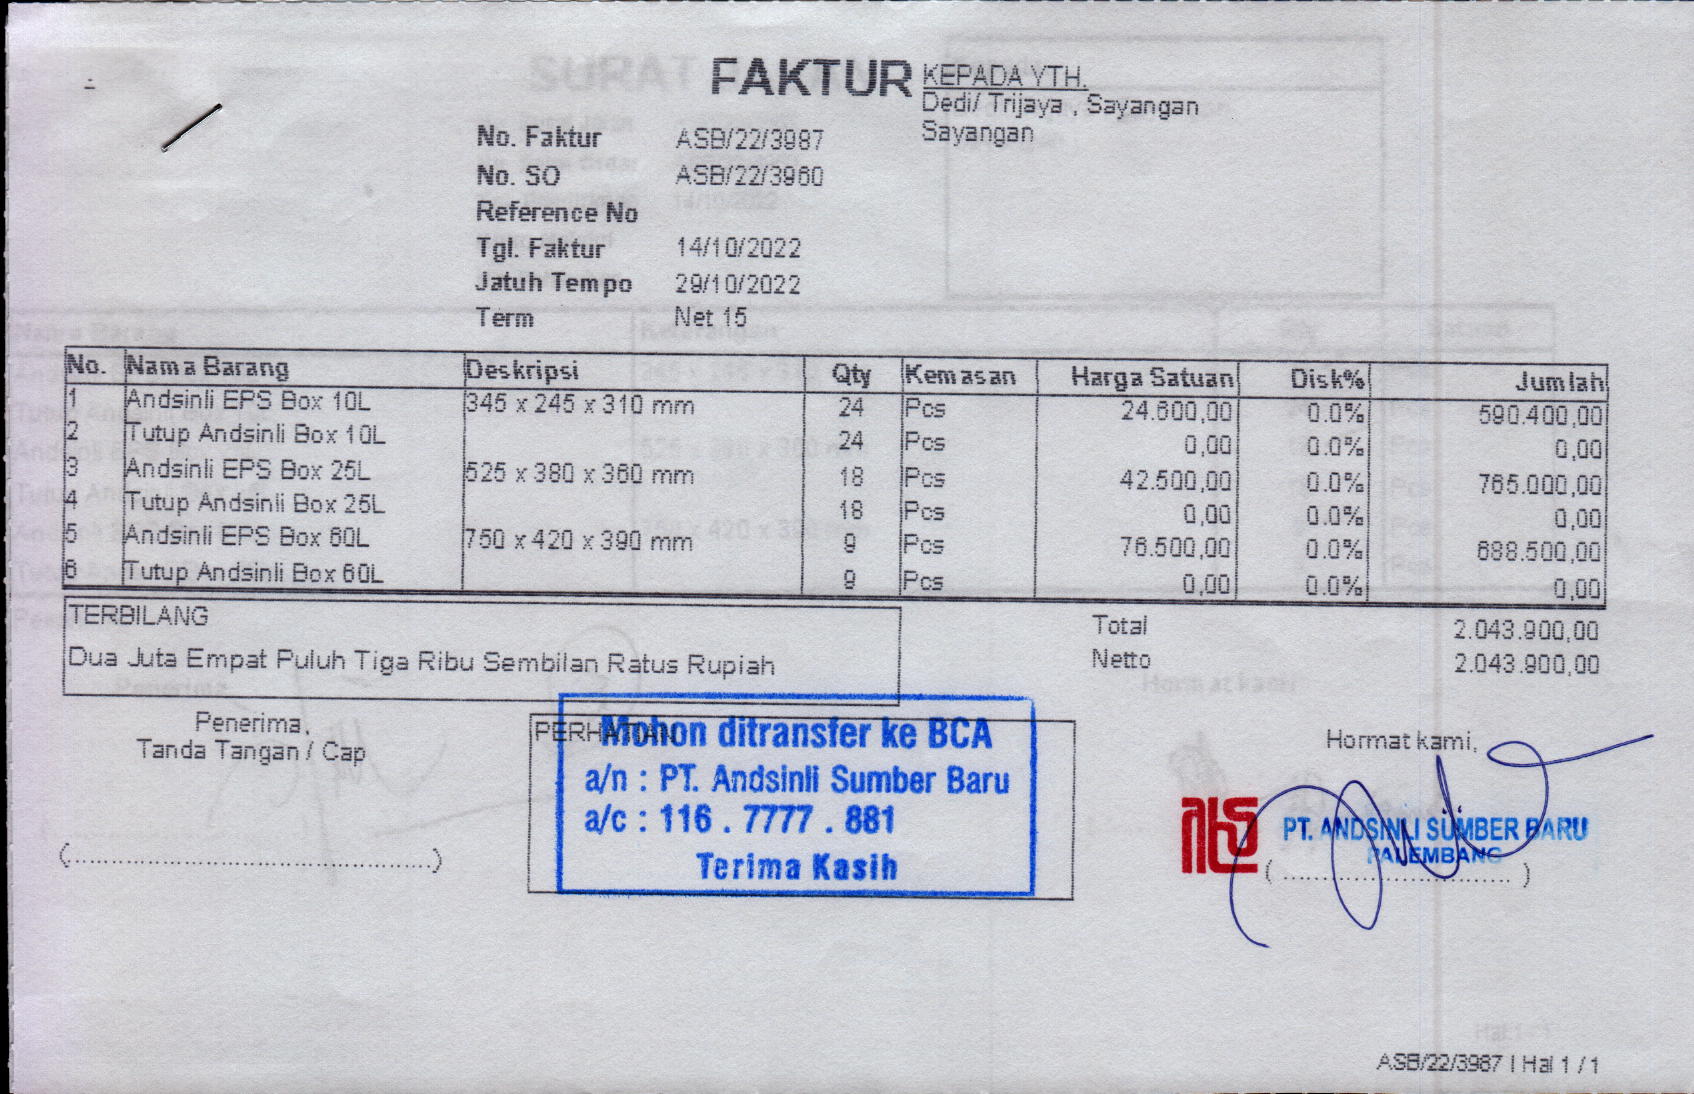 FAKTUR
KEPADA YTH.
Dedi/ Trijaya , Sayangan
Sayangan
No. Faktur ASB/22/3987
No. SO ASB/22/3960
Reference No
Tgl. Faktur 14/10/2022
Jatuh Tempo 29/10/2022
Term Net 15
No. Nama Barang Deskripsi Qty Kemasan Harga Satuan Disk% Jumlah
1 Andsinli EPS Box 10L 345 x 245 x 310 mm 24 Pcs 24.600,00 0.0% 590.400,00
2 Tutup Andsinli Box 10L 24 Pcs 0,00 0.0% 0,00
3 Andsinli EPS Box 25L 525 x 380 x 360 mm 18 Pcs 42.500,00 0.0% 765.000,00
4 Tutup Andsinli Box 25L 18 Pcs 0,00 0.0% 0,00
5 Andsinli EPS Box 60L 750 x 420 x 390 mm 9 Pcs 76.500,00 0.0% 688.500,00
6 Tutup Andsinli Box 60L 9 Pcs 0,00 0.0% 0,00
TERBILANG
Dua Juta Empat Puluh Tiga Ribu Sembilan Ratus Rupiah
Total 2.043.900,00
Netto 2.043.900,00
Penerima,
Tanda Tangan / Cap
(................................................)
PERHATIAN
Mohon ditransfer ke BCA
a/n : PT. Andsinli Sumber Baru
a/c : 116 . 7777 . 881
Terima Kasih
Hormat kami,
PT. ANDSINLI SUMBER BARU
PALEMBANG
( .............................. )
ASB/22/3987 | Hal 1 / 1